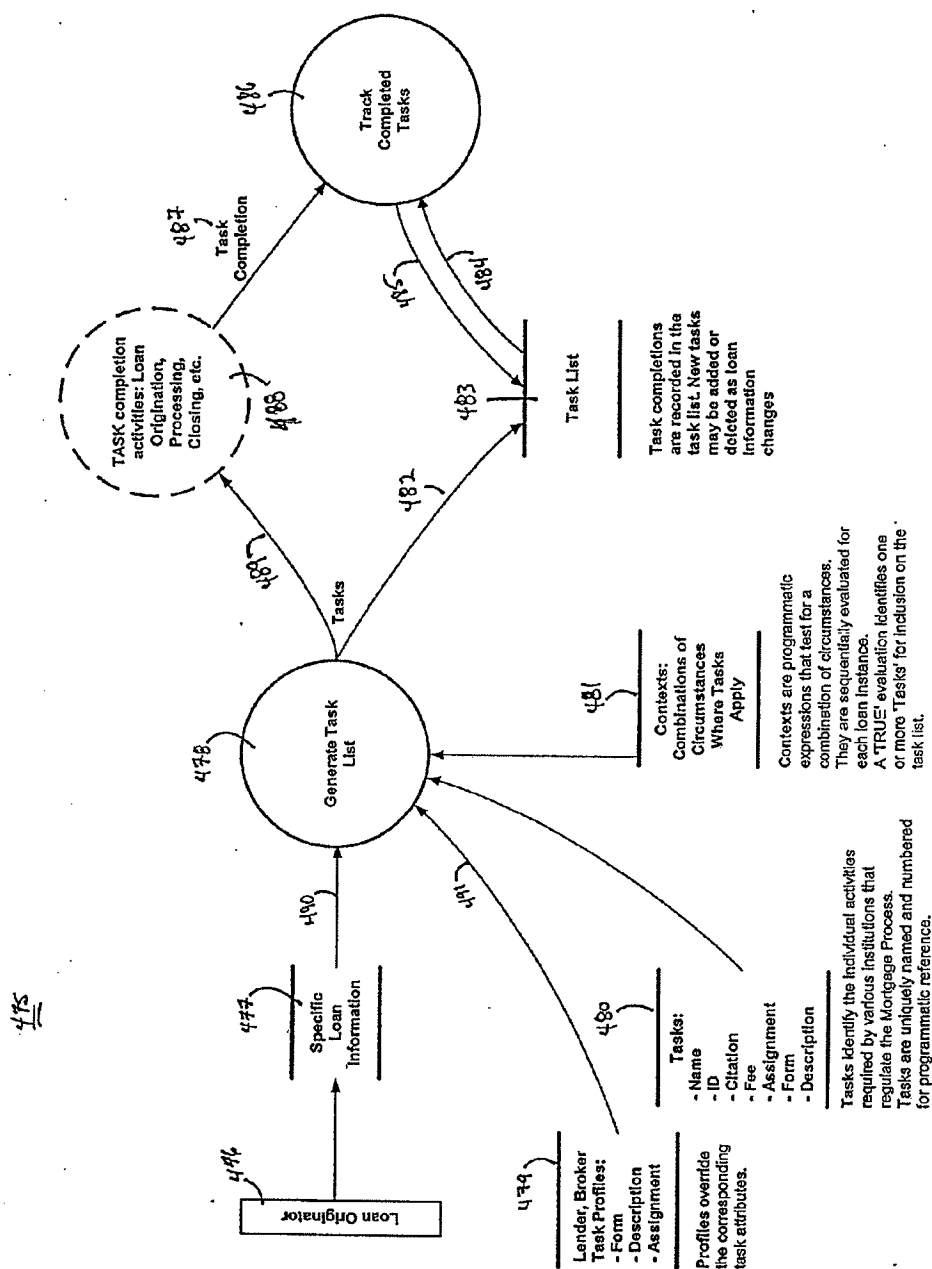 475
476
Loan Originator
477
Specific
Loan
Information
490
478
Generate Task
List
Tasks
489
TASK completion
activities: Loan
Origination,
Processing,
Closing, etc.
488
487
Task
Completion
486
Track
Completed
Tasks
485
484
482
483
Task List
Task completions
are recorded in the
task list. New tasks
may be added or
deleted as loan
Information
changes
479
Lender, Broker
Task Profiles:
- Form
- Description
- Assignment
Profiles override
the corresponding
task attributes.
491
480
Tasks:
- Name
- ID
- Citation
- Fee
- Assignment
- Form
- Description
Tasks identify the individual activities
required by various institutions that
regulate the Mortgage Process.
Tasks are uniquely named and numbered
for programmatic reference.
481
Contexts:
Combinations of
Circumstances
Where Tasks
Apply
Contexts are programmatic
expressions that test for a
combination of circumstances.
They are sequentially evaluated for
each loan instance.
A 'TRUE' evaluation identifies one
or more 'Tasks' for inclusion on the
task list.